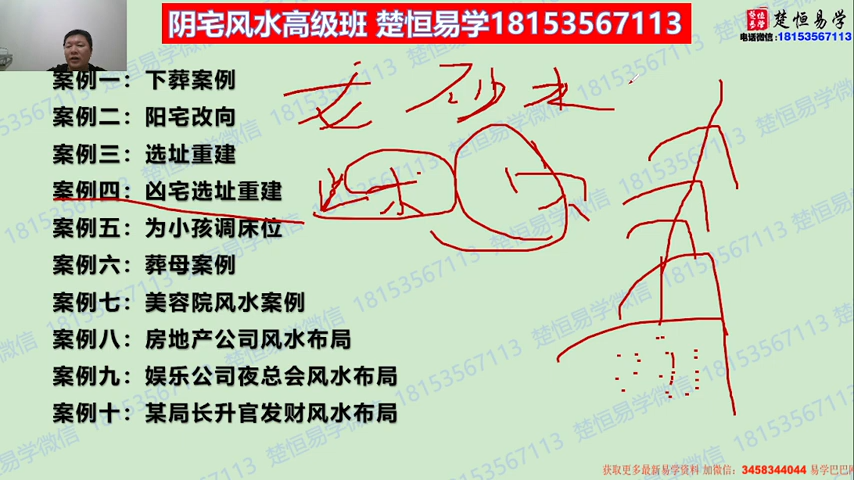 阴宅风水高级班 楚恒易学18153567113
楚恒易学
电话微信:18153567113
案例一：下葬案例
案例二：阳宅改向
案例三：选址重建
案例四：凶宅选址重建
案例五：为小孩调床位
案例六：葬母案例
案例七：美容院风水案例
案例八：房地产公司风水布局
案例九：娱乐公司夜总会风水布局
案例十：某局长升官发财风水布局
楚恒易学微信 18153567113
获取更多最新易学资料 加微信：3458344044 易学巴巴网